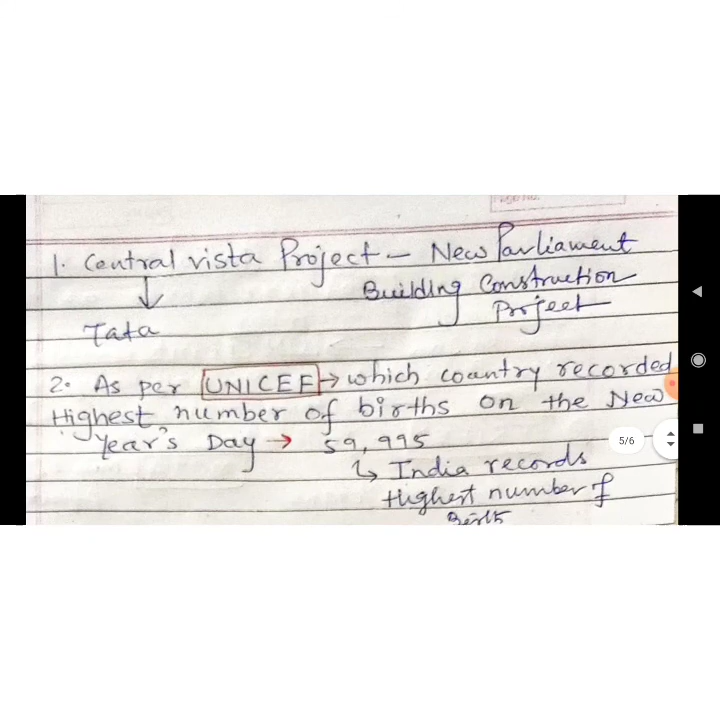 1. Central vista Project – New Parliament
Building Construction
Project
↓
Tata
2. As per UNICEF → which country recorded
Highest number of births on the New
Year's Day → 59,995
↳ India records
Highest number of
Birth
5/6